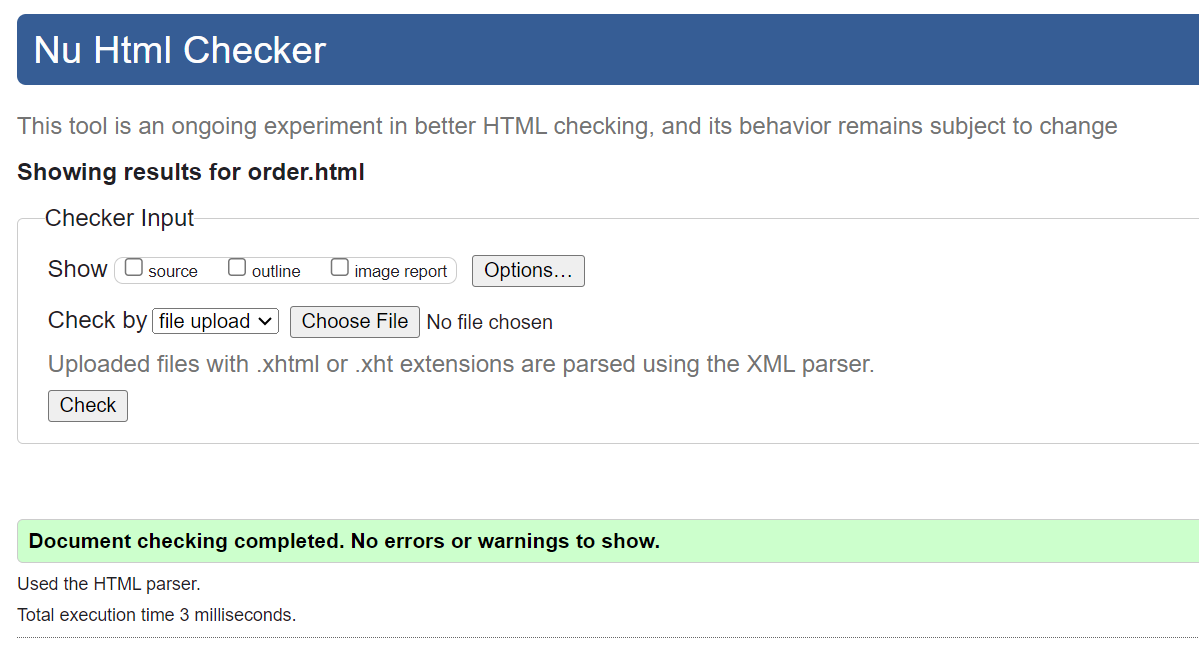 Nu Html Checker
This tool is an ongoing experiment in better HTML checking, and its behavior remains subject to change
Showing results for order.html
Checker Input
Show source outline image report Options...
Check by file upload Choose File No file chosen
Uploaded files with .xhtml or .xht extensions are parsed using the XML parser.
Check
Document checking completed. No errors or warnings to show.
Used the HTML parser.
Total execution time 3 milliseconds.